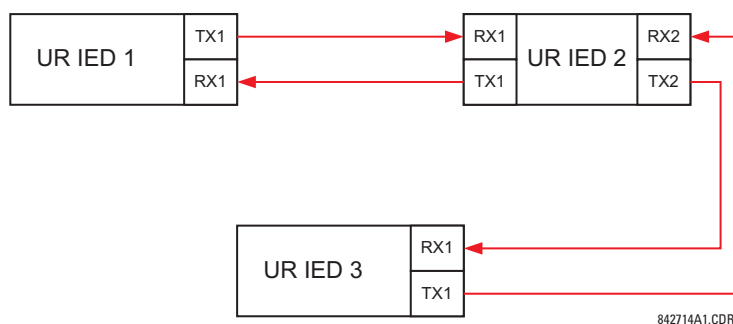 UR IED 1
TX1
RX1
RX1
TX1
UR IED 2
RX2
TX2
UR IED 3
RX1
TX1
842714A1.CDR